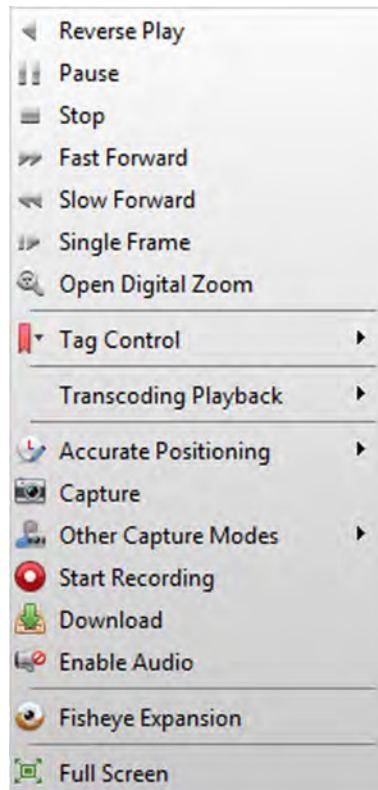 Reverse Play
Pause
Stop
Fast Forward
Slow Forward
Single Frame
Open Digital Zoom
Tag Control
Transcoding Playback
Accurate Positioning
Capture
Other Capture Modes
Start Recording
Download
Enable Audio
Fisheye Expansion
Full Screen